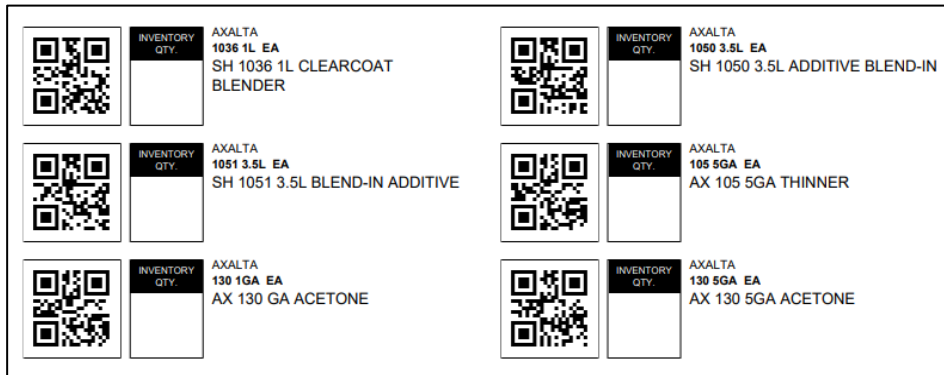 INVENTORY
QTY.
AXALTA
1036 1L EA
SH 1036 1L CLEARCOAT
BLENDER
INVENTORY
QTY.
AXALTA
1050 3.5L EA
SH 1050 3.5L ADDITIVE BLEND-IN
INVENTORY
QTY.
AXALTA
1051 3.5L EA
SH 1051 3.5L BLEND-IN ADDITIVE
INVENTORY
QTY.
AXALTA
105 5GA EA
AX 105 5GA THINNER
INVENTORY
QTY.
AXALTA
130 1GA EA
AX 130 GA ACETONE
INVENTORY
QTY.
AXALTA
130 5GA EA
AX 130 5GA ACETONE